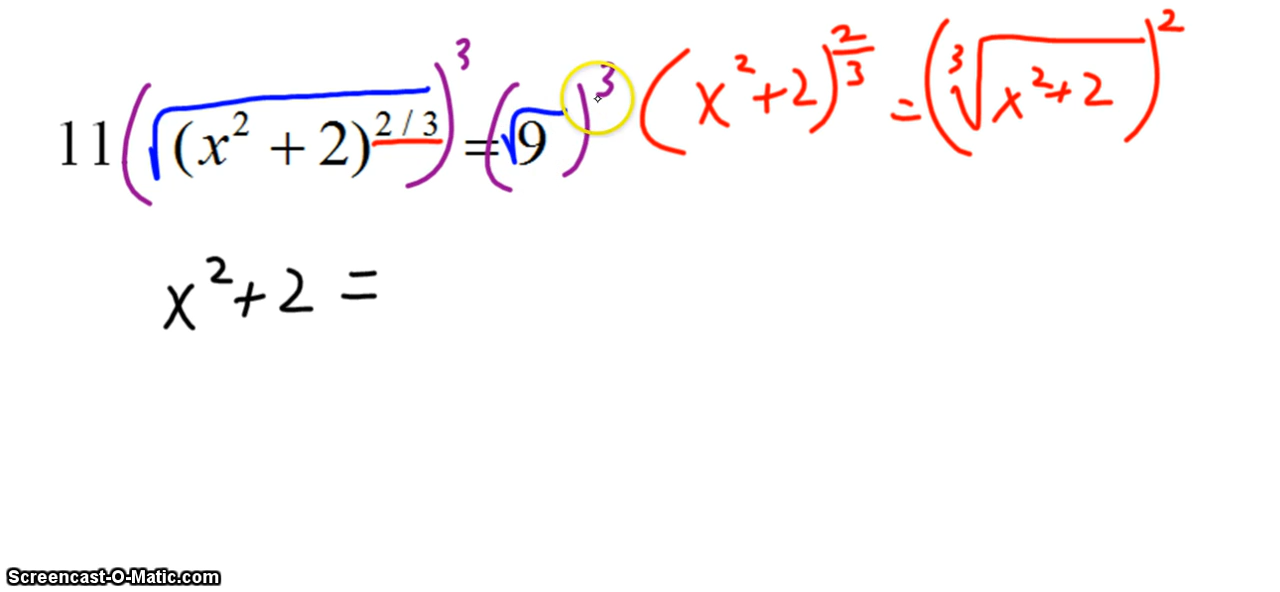 11 (√(x² + 2)^(2/3))³ = (√9)³ (x²+2)^(2/3) = (∛(x²+2))²
x²+2 =
Screencast-O-Matic.com